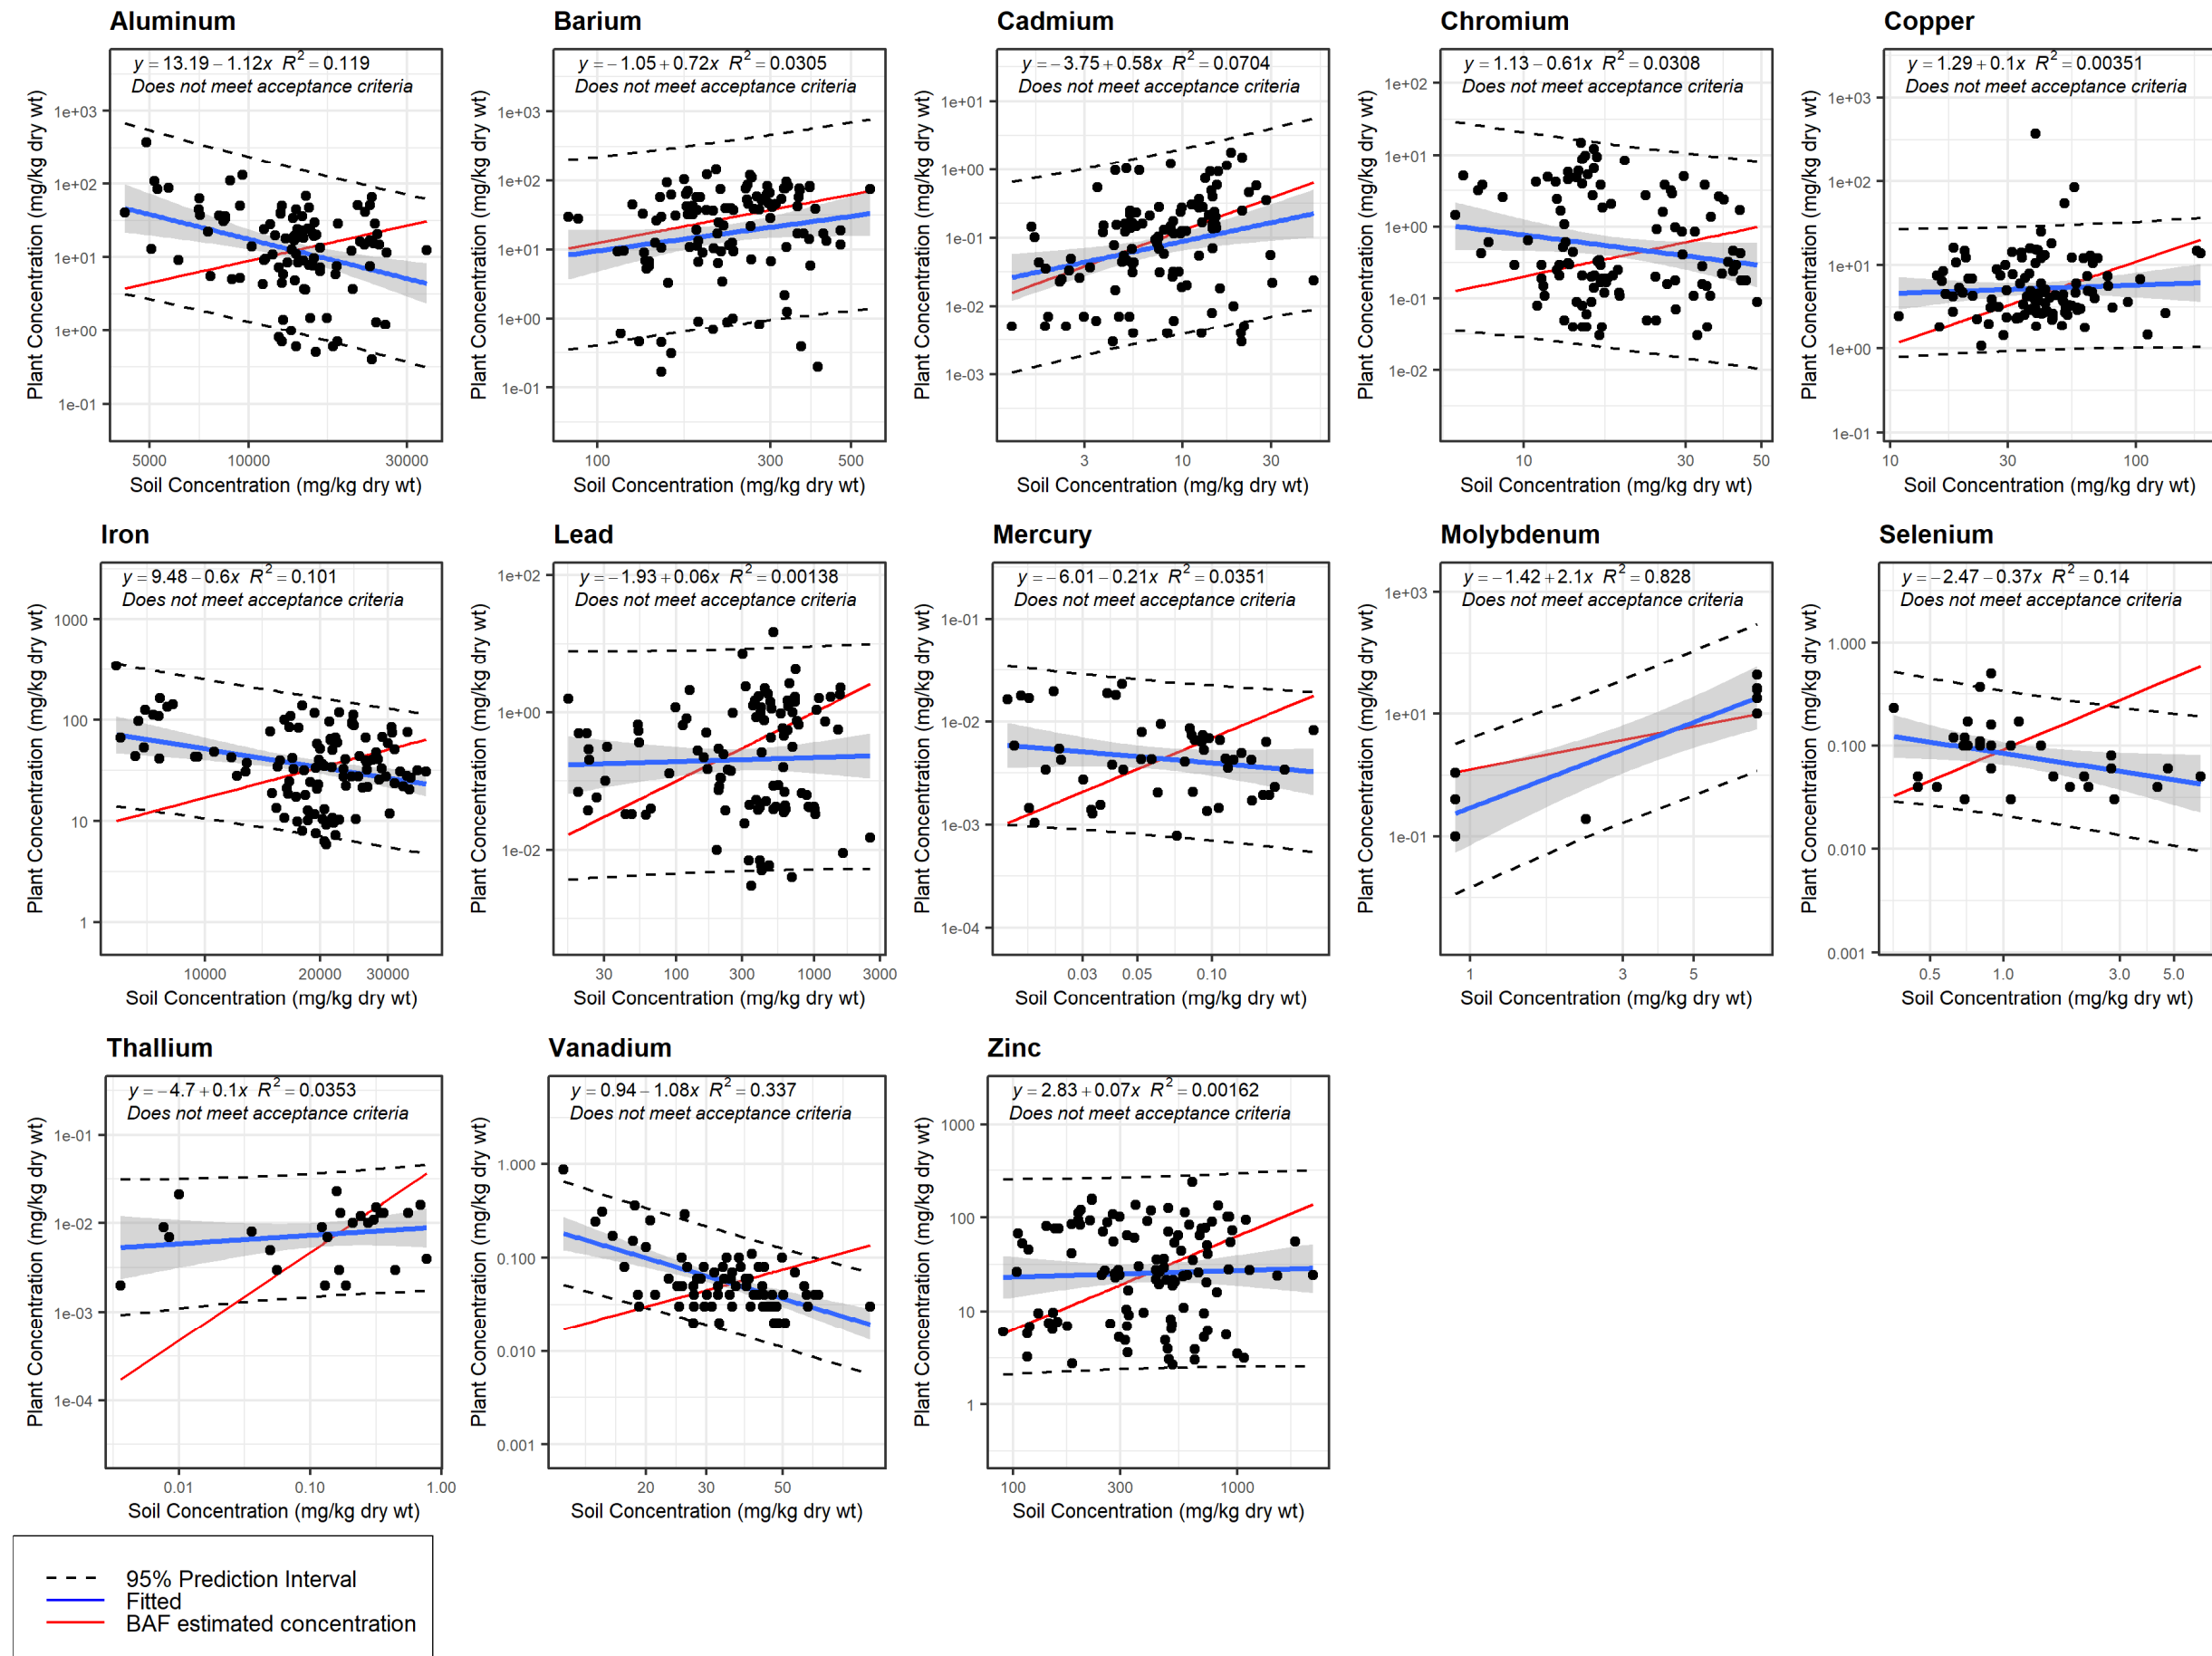 Aluminum
y = 13.19 − 1.12x R² = 0.119
Does not meet acceptance criteria
Plant Concentration (mg/kg dry wt)
1e+03
1e+02
1e+01
1e+00
1e-01
5000 10000 30000
Soil Concentration (mg/kg dry wt)
Barium
y = −1.05 + 0.72x R² = 0.0305
Does not meet acceptance criteria
Plant Concentration (mg/kg dry wt)
1e+03
1e+02
1e+01
1e+00
1e-01
100 300 500
Soil Concentration (mg/kg dry wt)
Cadmium
y = −3.75 + 0.58x R² = 0.0704
Does not meet acceptance criteria
Plant Concentration (mg/kg dry wt)
1e+01
1e+00
1e-01
1e-02
1e-03
3 10 30
Soil Concentration (mg/kg dry wt)
Chromium
y = 1.13 − 0.61x R² = 0.0308
Does not meet acceptance criteria
Plant Concentration (mg/kg dry wt)
1e+02
1e+01
1e+00
1e-01
1e-02
10 30 50
Soil Concentration (mg/kg dry wt)
Copper
y = 1.29 + 0.1x R² = 0.00351
Does not meet acceptance criteria
Plant Concentration (mg/kg dry wt)
1e+03
1e+02
1e+01
1e+00
1e-01
10 30 100
Soil Concentration (mg/kg dry wt)
Iron
y = 9.48 − 0.6x R² = 0.101
Does not meet acceptance criteria
Plant Concentration (mg/kg dry wt)
1000
100
10
1
10000 20000 30000
Soil Concentration (mg/kg dry wt)
Lead
y = −1.93 + 0.06x R² = 0.00138
Does not meet acceptance criteria
Plant Concentration (mg/kg dry wt)
1e+02
1e+00
1e-02
30 100 300 1000 3000
Soil Concentration (mg/kg dry wt)
Mercury
y = −6.01 − 0.21x R² = 0.0351
Does not meet acceptance criteria
Plant Concentration (mg/kg dry wt)
1e-01
1e-02
1e-03
1e-04
0.03 0.05 0.10
Soil Concentration (mg/kg dry wt)
Molybdenum
y = −1.42 + 2.1x R² = 0.828
Does not meet acceptance criteria
Plant Concentration (mg/kg dry wt)
1e+03
1e+01
1e-01
1 3 5
Soil Concentration (mg/kg dry wt)
Selenium
y = −2.47 − 0.37x R² = 0.14
Does not meet acceptance criteria
Plant Concentration (mg/kg dry wt)
1.000
0.100
0.010
0.001
0.5 1.0 3.0 5.0
Soil Concentration (mg/kg dry wt)
Thallium
y = −4.7 + 0.1x R² = 0.0353
Does not meet acceptance criteria
Plant Concentration (mg/kg dry wt)
1e-01
1e-02
1e-03
1e-04
0.01 0.10 1.00
Soil Concentration (mg/kg dry wt)
Vanadium
y = 0.94 − 1.08x R² = 0.337
Does not meet acceptance criteria
Plant Concentration (mg/kg dry wt)
1.000
0.100
0.010
0.001
20 30 50
Soil Concentration (mg/kg dry wt)
Zinc
y = 2.83 + 0.07x R² = 0.00162
Does not meet acceptance criteria
Plant Concentration (mg/kg dry wt)
1000
100
10
1
100 300 1000
Soil Concentration (mg/kg dry wt)
95% Prediction Interval
Fitted
BAF estimated concentration